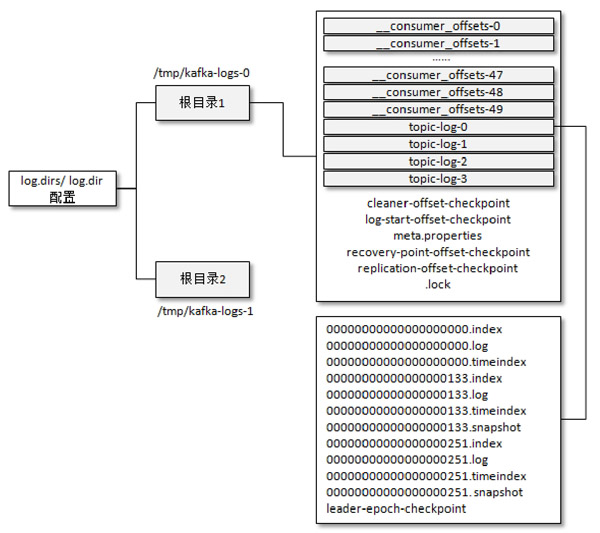 log.dirs/ log.dir
配置
/tmp/kafka-logs-0
根目录1
根目录2
/tmp/kafka-logs-1
__consumer_offsets-0
__consumer_offsets-1
……
__consumer_offsets-47
__consumer_offsets-48
__consumer_offsets-49
topic-log-0
topic-log-1
topic-log-2
topic-log-3
cleaner-offset-checkpoint
log-start-offset-checkpoint
meta.properties
recovery-point-offset-checkpoint
replication-offset-checkpoint
.lock
00000000000000000000.index
00000000000000000000.log
00000000000000000000.timeindex
00000000000000000133.index
00000000000000000133.log
00000000000000000133.timeindex
00000000000000000133.snapshot
00000000000000000251.index
00000000000000000251.log
00000000000000000251.timeindex
00000000000000000251. snapshot
leader-epoch-checkpoint